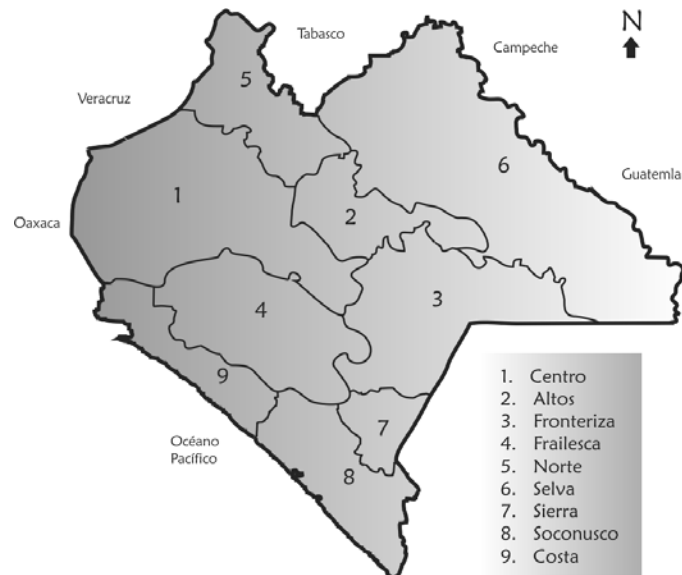 Tabasco
N
Campeche
5
Veracruz
6
Guatemla
1
2
Oaxaca
3
4
9
1. Centro
2. Altos
3. Fronteriza
4. Frailesca
5. Norte
6. Selva
7. Sierra
8. Soconusco
9. Costa
7
Océano
Pacífico
8